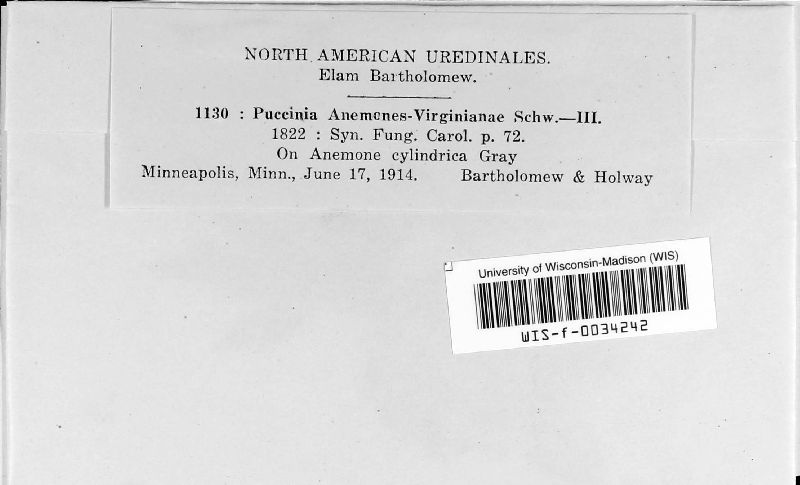 NORTH AMERICAN UREDINALES.
Elam Bartholomew.
1130 : Puccinia Anemones-Virginianae Schw.—III.
1822 : Syn. Fung. Carol. p. 72.
On Anemone cylindrica Gray
Minneapolis, Minn., June 17, 1914. Bartholomew & Holway
University of Wisconsin-Madison (WIS)
WIS-f-0034242